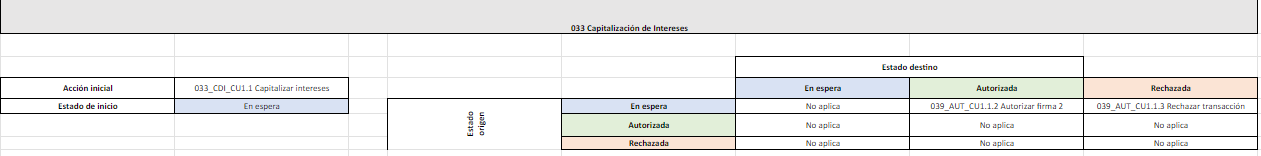 033 Capitalización de Intereses
Estado destino
Acción inicial 033_CDI_CU1.1 Capitalizar intereses En espera Autorizada Rechazada
Estado de inicio En espera Estado origen En espera No aplica 039_AUT_CU1.1.2 Autorizar firma 2 039_AUT_CU1.1.3 Rechazar transacción
Autorizada No aplica No aplica No aplica
Rechazada No aplica No aplica No aplica